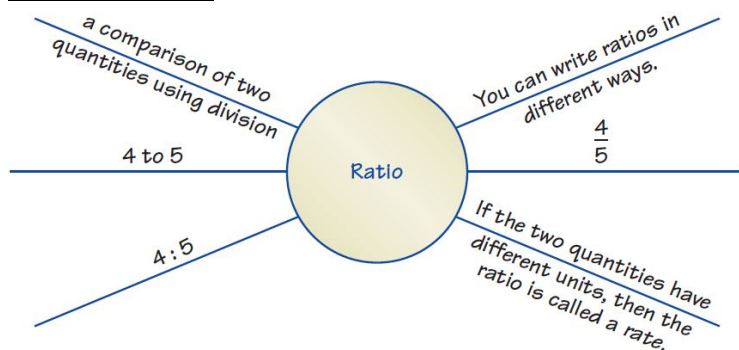 a comparison of two
quantities using division
4 to 5
4:5
Ratio
You can write ratios in
different ways.
4
5
If the two quantities have
different units, then the
ratio is called a rate.